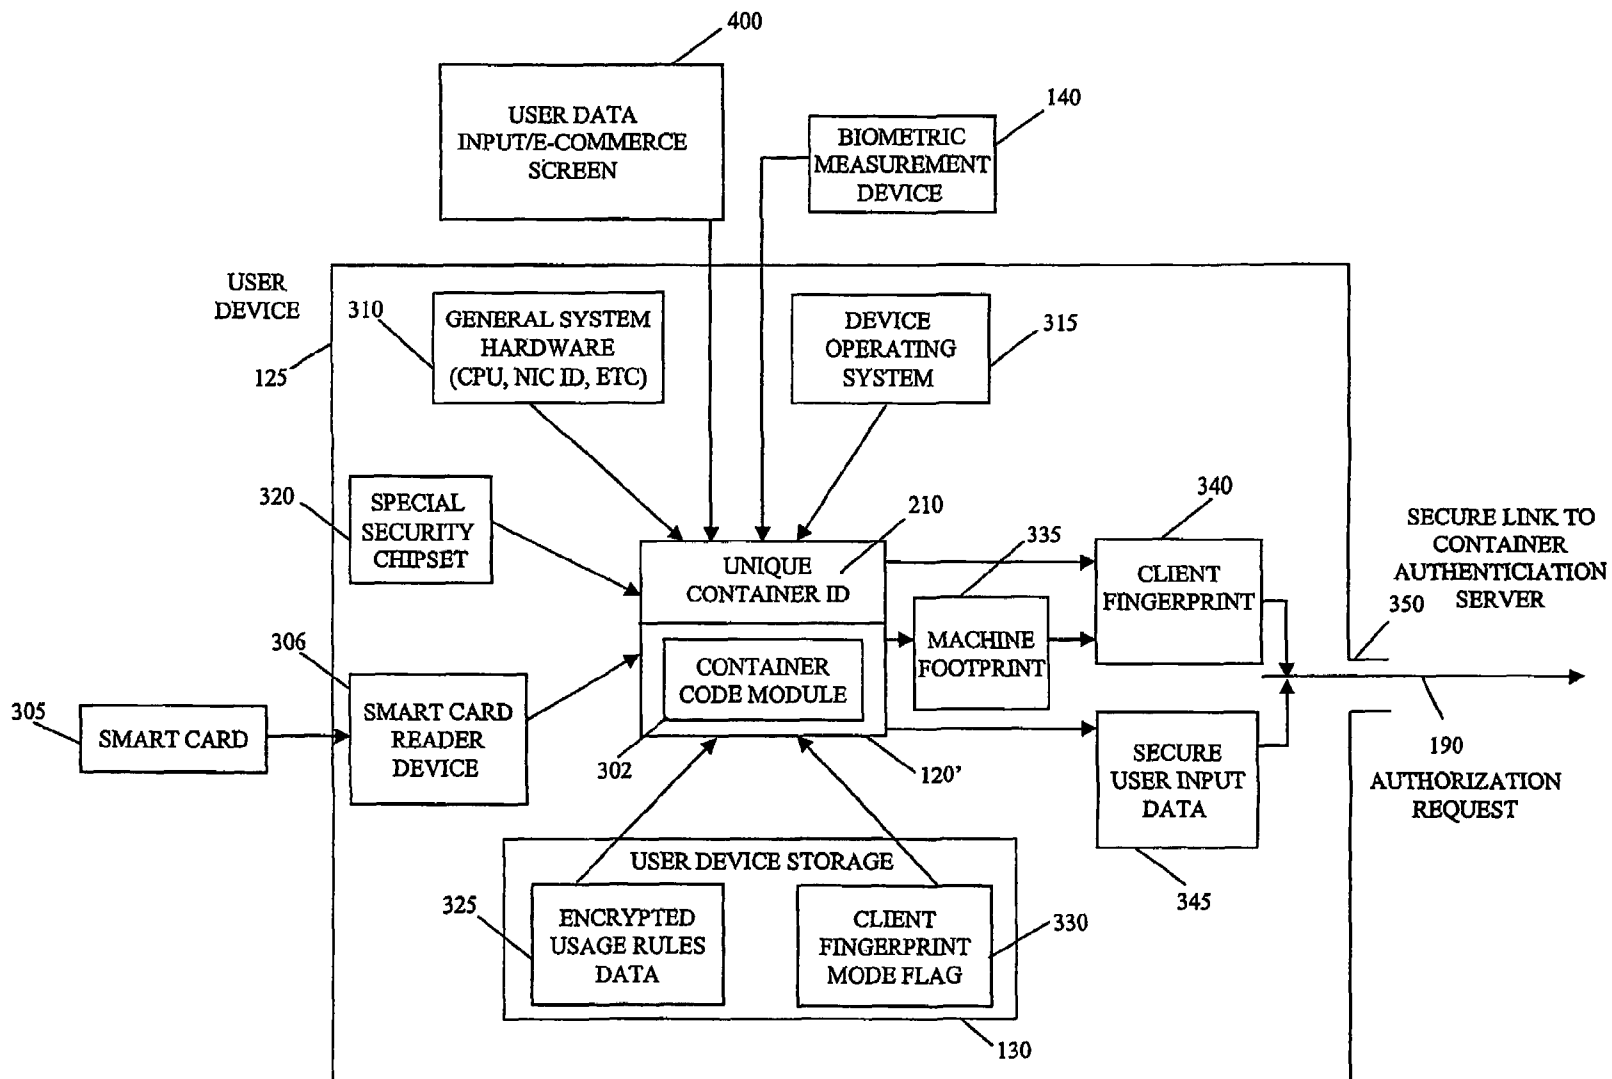 400
USER DATA
INPUT/E-COMMERCE
SCREEN
140
BIOMETRIC
MEASUREMENT
DEVICE
USER
DEVICE
125
310
GENERAL SYSTEM
HARDWARE
(CPU, NIC ID, ETC)
DEVICE
OPERATING
SYSTEM
315
320
SPECIAL
SECURITY
CHIPSET
210
UNIQUE
CONTAINER ID
335
MACHINE
FOOTPRINT
340
CLIENT
FINGERPRINT
SECURE LINK TO
CONTAINER
AUTHENTICIATION
SERVER
350
306
SMART CARD
READER
DEVICE
305
SMART CARD
CONTAINER
CODE MODULE
302
120’
SECURE
USER INPUT
DATA
345
190
AUTHORIZATION
REQUEST
USER DEVICE STORAGE
325
ENCRYPTED
USAGE RULES
DATA
CLIENT
FINGERPRINT
MODE FLAG
330
130